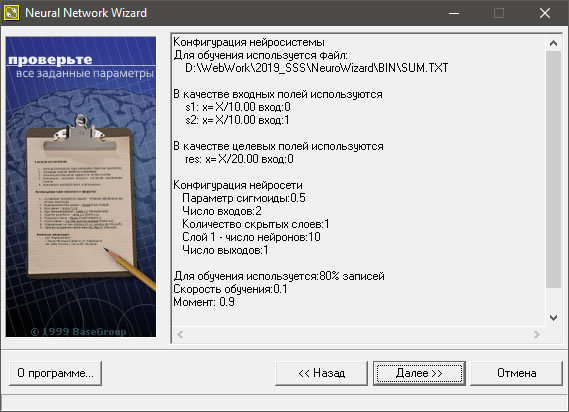 Neural Network Wizard
проверьте
все заданные параметры
© 1999 BaseGroup
Конфигурация нейросистемы
Для обучения используется файл:
D:\WebWork\2019_SSS\NeuroWizard\BIN\SUM.TXT
В качестве входных полей используются
s1: x= X/10.00 вход:0
s2: x= X/10.00 вход:1
В качестве целевых полей используются
res: x= X/20.00 вход:0
Конфигурация нейросети
Параметр сигмоиды:0.5
Число входов:2
Количество скрытых слоев:1
Слой 1 - число нейронов:10
Число выходов:1
Для обучения используется:80% записей
Скорость обучения:0.1
Момент: 0.9
О программе...
<< Назад
Далее >>
Отмена